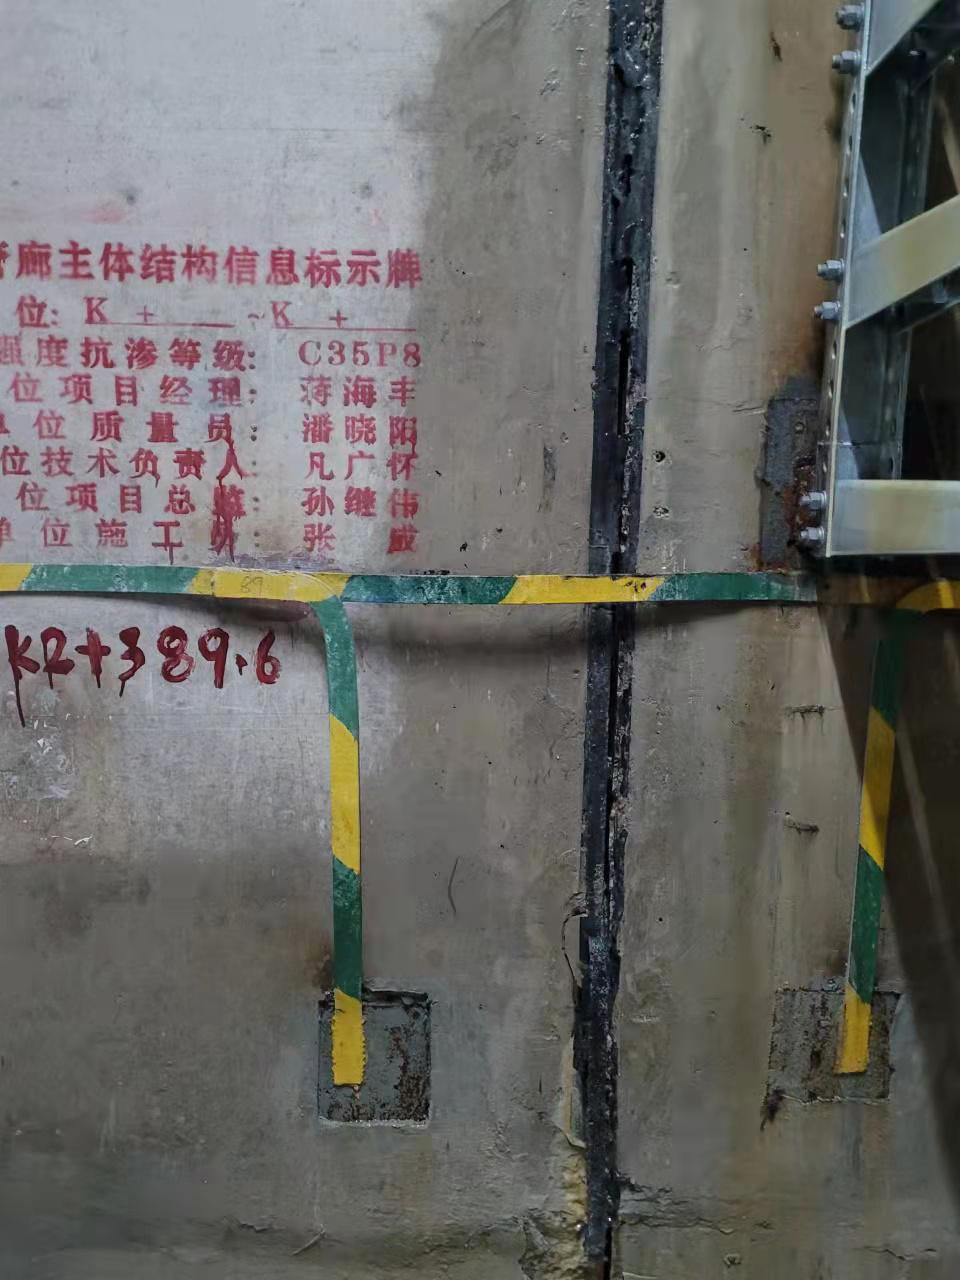 廊主体结构信息标示牌
位: K + ~K +
强度抗渗等级: C35P8
位项目经理: 蒋海丰
单位质量员: 潘晓阳
位技术负责人: 凡广怀
位项目总监: 孙继伟
单位施工员: 张威
89
K2+389.6